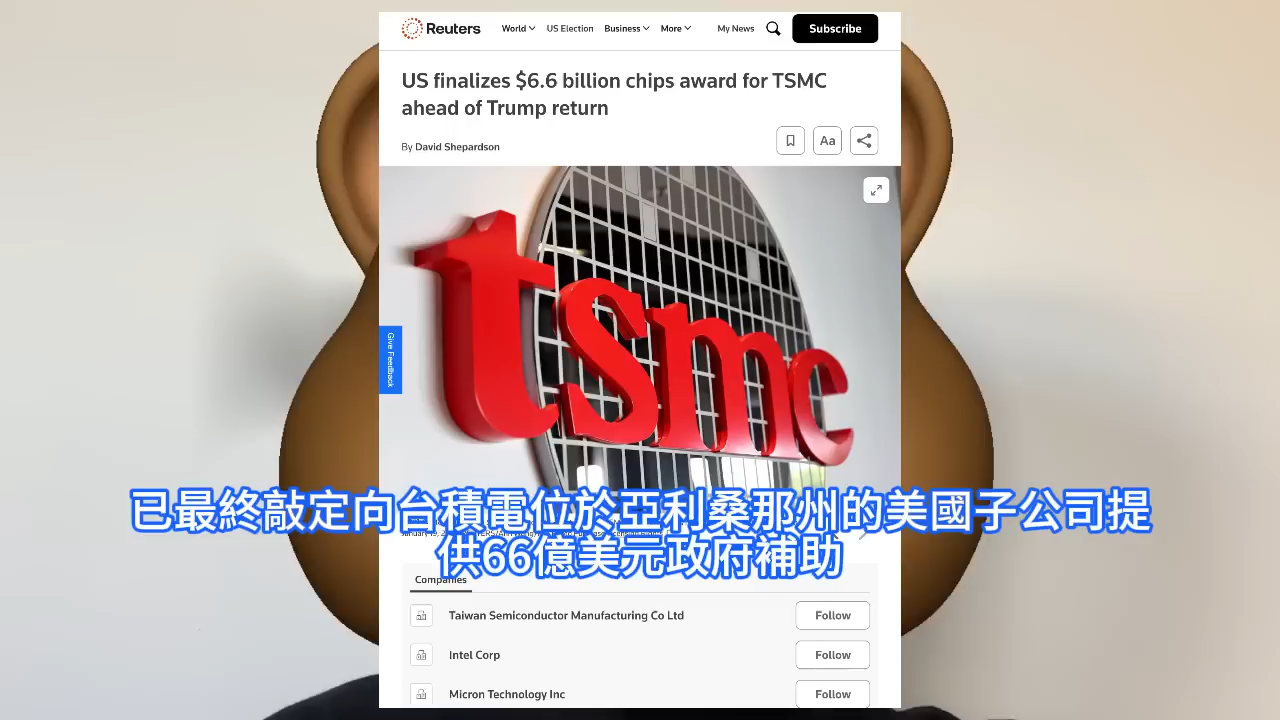 Reuters World US Election Business More My News Subscribe
US finalizes $6.6 billion chips award for TSMC
ahead of Trump return
By David Shepardson
Aa
tsmc
Give Feedback
已最終敲定向台積電位於亞利桑那州的美國子公司提
供66億美元政府補助
Companies
Taiwan Semiconductor Manufacturing Co Ltd Follow
Intel Corp Follow
Micron Technology Inc Follow